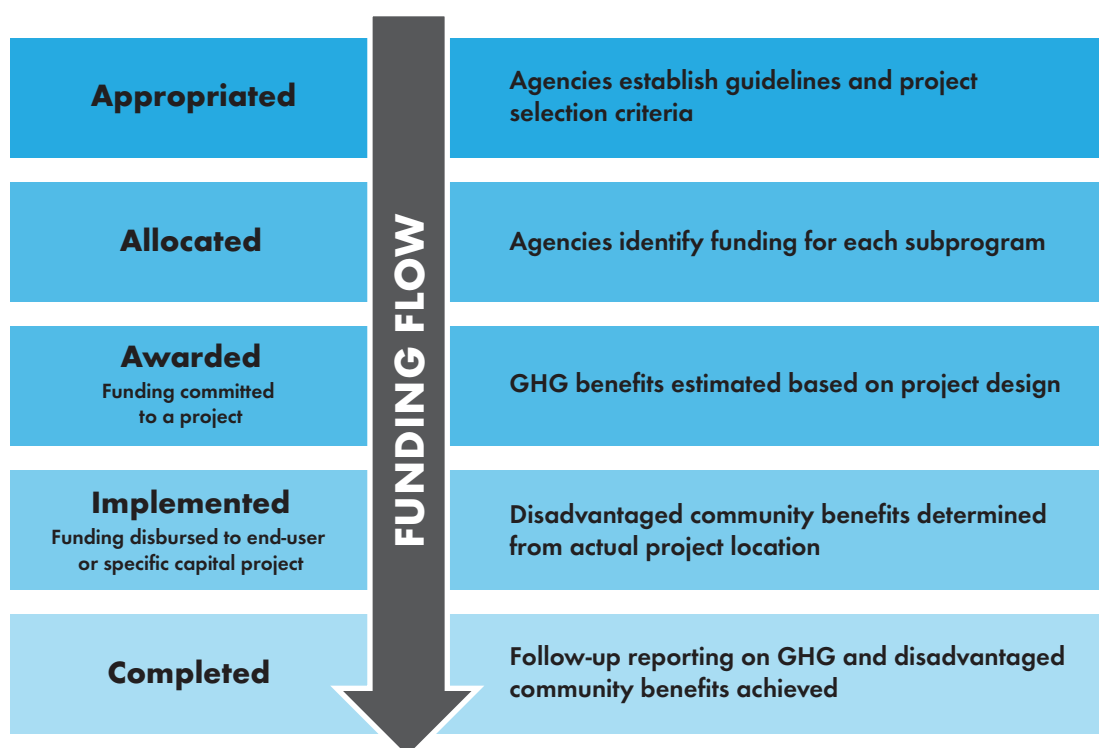 Appropriated
Agencies establish guidelines and project
selection criteria
Allocated
Agencies identify funding for each subprogram
Awarded
Funding committed
to a project
GHG benefits estimated based on project design
Implemented
Funding disbursed to end-user
or specific capital project
Disadvantaged community benefits determined
from actual project location
Completed
Follow-up reporting on GHG and disadvantaged
community benefits achieved
FUNDING FLOW